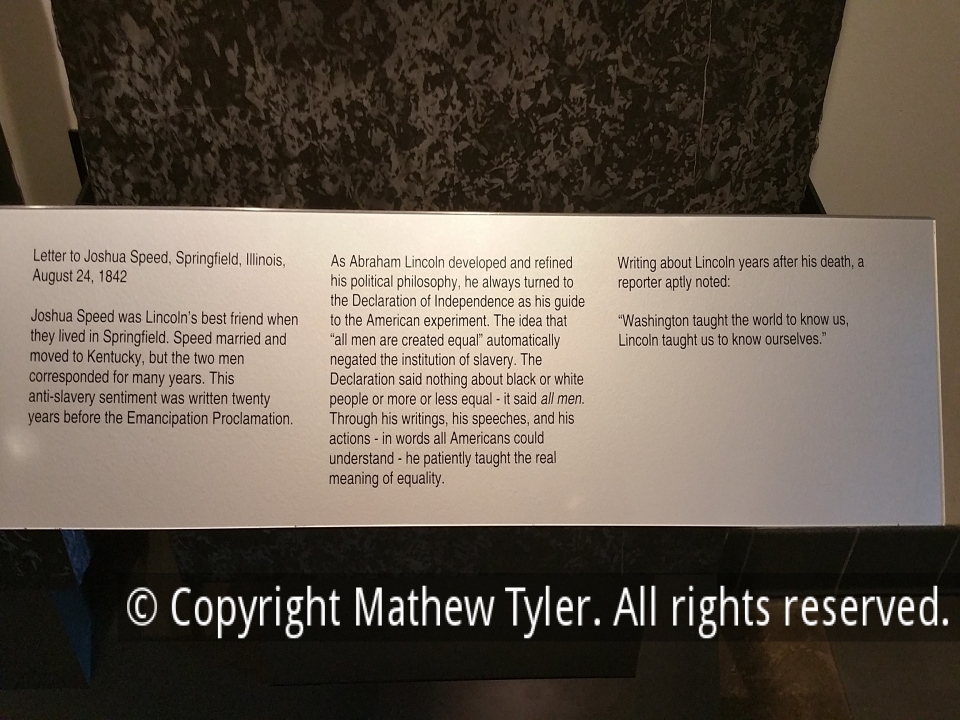 Letter to Joshua Speed, Springfield, Illinois,
August 24, 1842
Joshua Speed was Lincoln's best friend when
they lived in Springfield. Speed married and
moved to Kentucky, but the two men
corresponded for many years. This
anti-slavery sentiment was written twenty
years before the Emancipation Proclamation.
As Abraham Lincoln developed and refined
his political philosophy, he always turned to
the Declaration of Independence as his guide
to the American experiment. The idea that
“all men are created equal” automatically
negated the institution of slavery. The
Declaration said nothing about black or white
people or more or less equal - it said all men.
Through his writings, his speeches, and his
actions - in words all Americans could
understand - he patiently taught the real
meaning of equality.
Writing about Lincoln years after his death, a
reporter aptly noted:
“Washington taught the world to know us,
Lincoln taught us to know ourselves.”
© Copyright Mathew Tyler. All rights reserved.